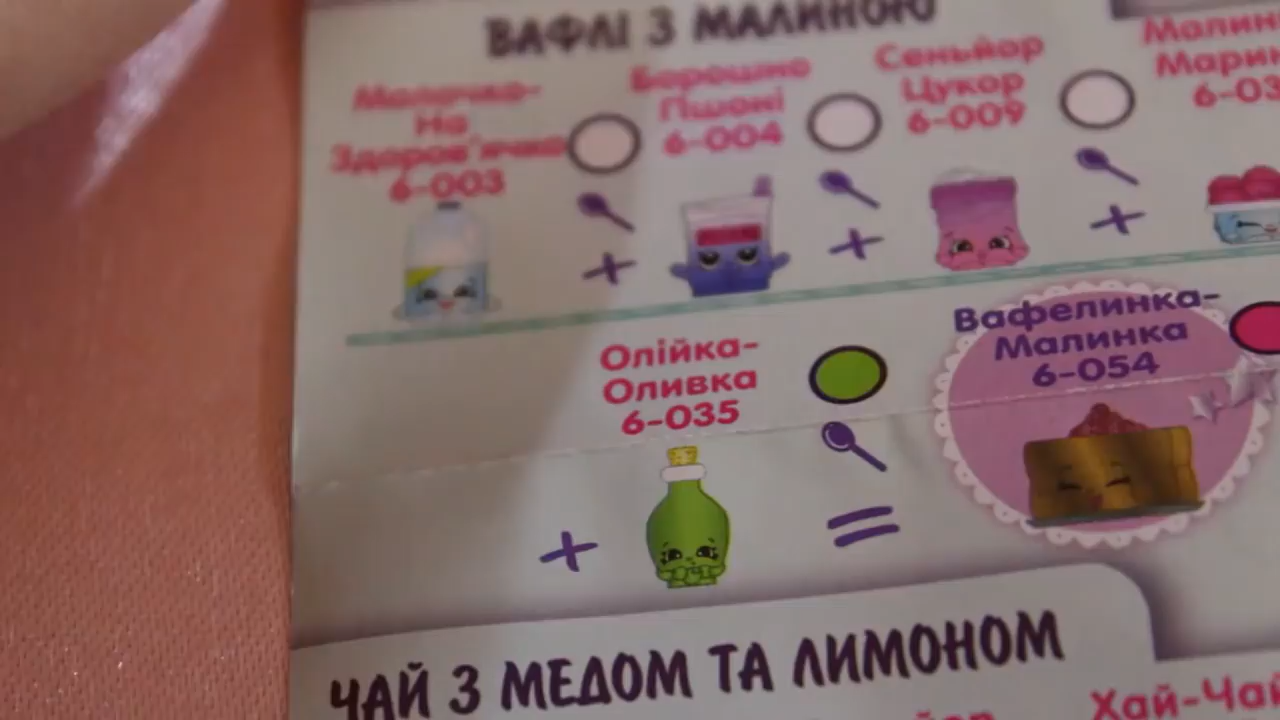 ВАФЛІ З МАЛИНОЮ
Молочко-
На
Здоров'ячко
6-003
Борошно
Пшоні
6-004
Сеньйор
Цукор
6-009
Олійка-
Оливка
6-035
Вафелинка-
Малинка
6-054
ЧАЙ З МЕДОМ ТА ЛИМОНОМ